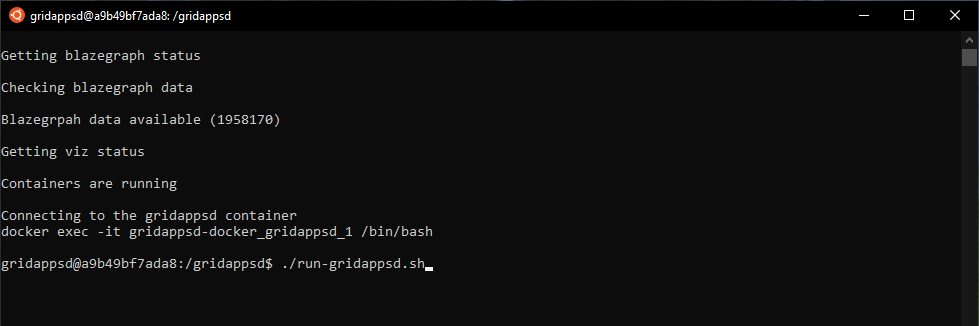 gridappsd@a9b49bf7ada8: /gridappsd
Getting blazegraph status
Checking blazegraph data
Blazegrpah data available (1958170)
Getting viz status
Containers are running
Connecting to the gridappsd container
docker exec -it gridappsd-docker_gridappsd_1 /bin/bash
gridappsd@a9b49bf7ada8:/gridappsd$ ./run-gridappsd.sh